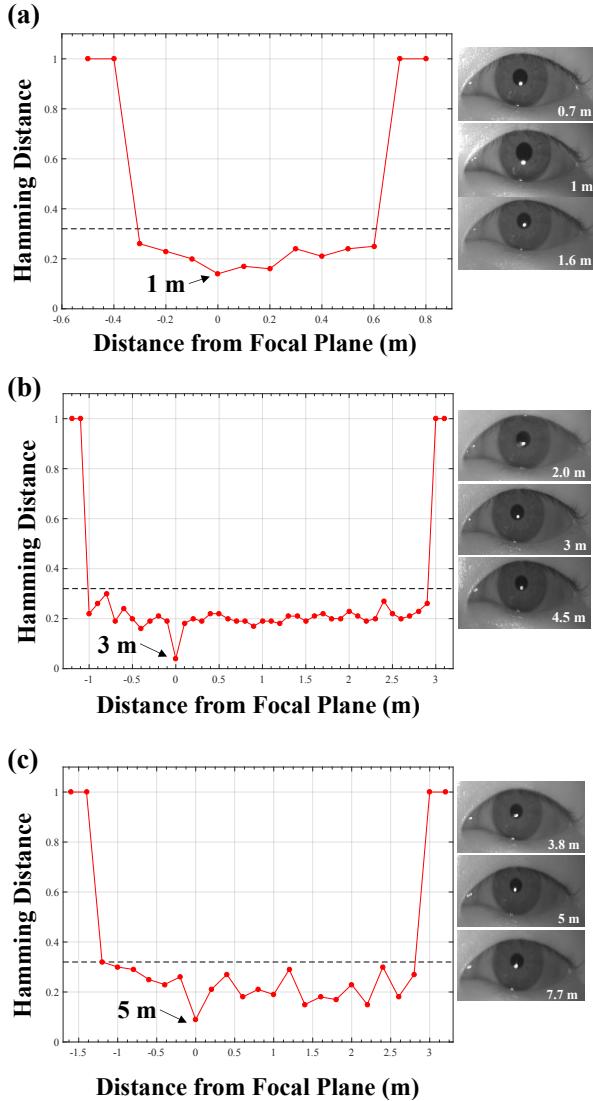 (a)
Hamming Distance
1
0.8
0.6
0.4
0.2
0
-0.6 -0.4 -0.2 0 0.2 0.4 0.6 0.8
1 m
Distance from Focal Plane (m)
0.7 m
1 m
1.6 m
(b)
Hamming Distance
1
0.8
0.6
0.4
0.2
0
-1 -0.5 0 0.5 1 1.5 2 2.5 3
3 m
Distance from Focal Plane (m)
2.0 m
3 m
4.5 m
(c)
Hamming Distance
1
0.8
0.6
0.4
0.2
0
-1.5 -1 -0.5 0 0.5 1 1.5 2 2.5 3
5 m
Distance from Focal Plane (m)
3.8 m
5 m
7.7 m